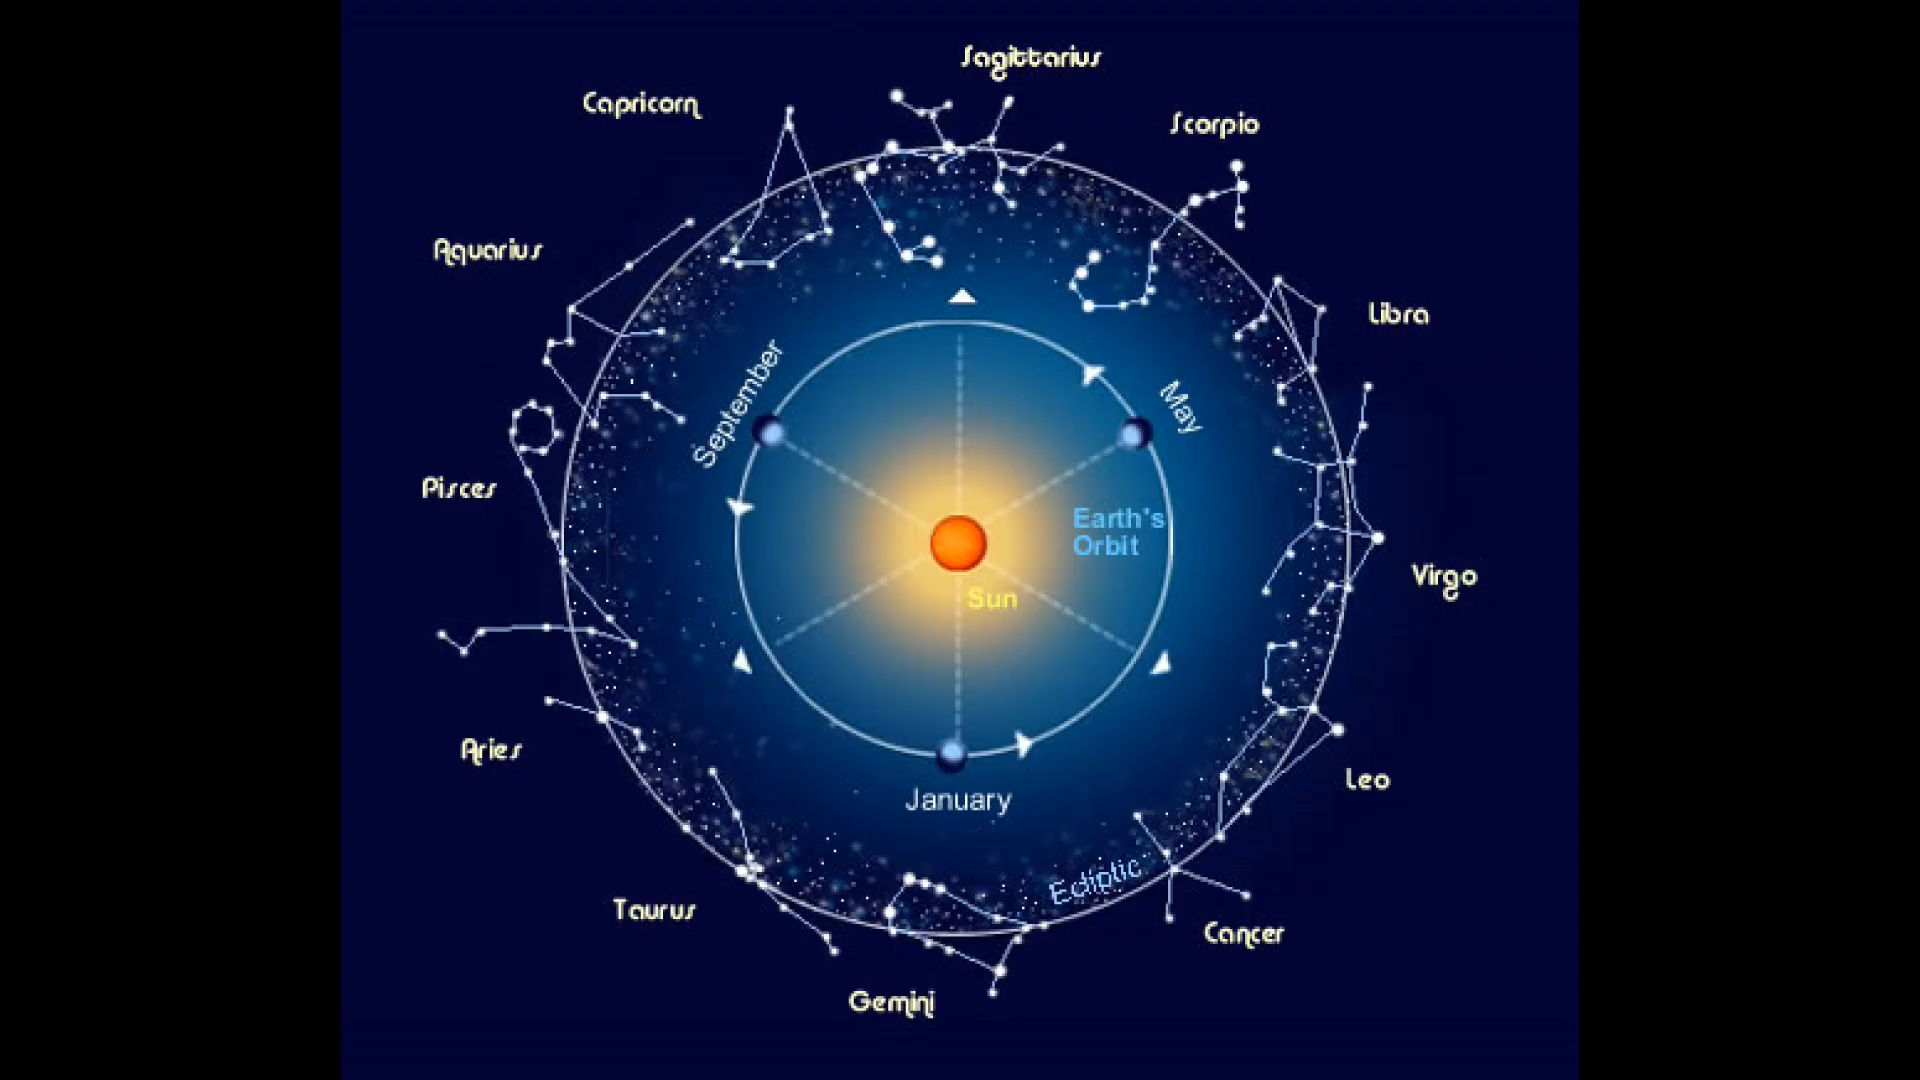 Sagittarius
Capricorn
Scorpio
Aquarius
Libra
September
May
Pisces
Earth's
Orbit
Virgo
Sun
Aries
Leo
January
Ecliptic
Taurus
Cancer
Gemini